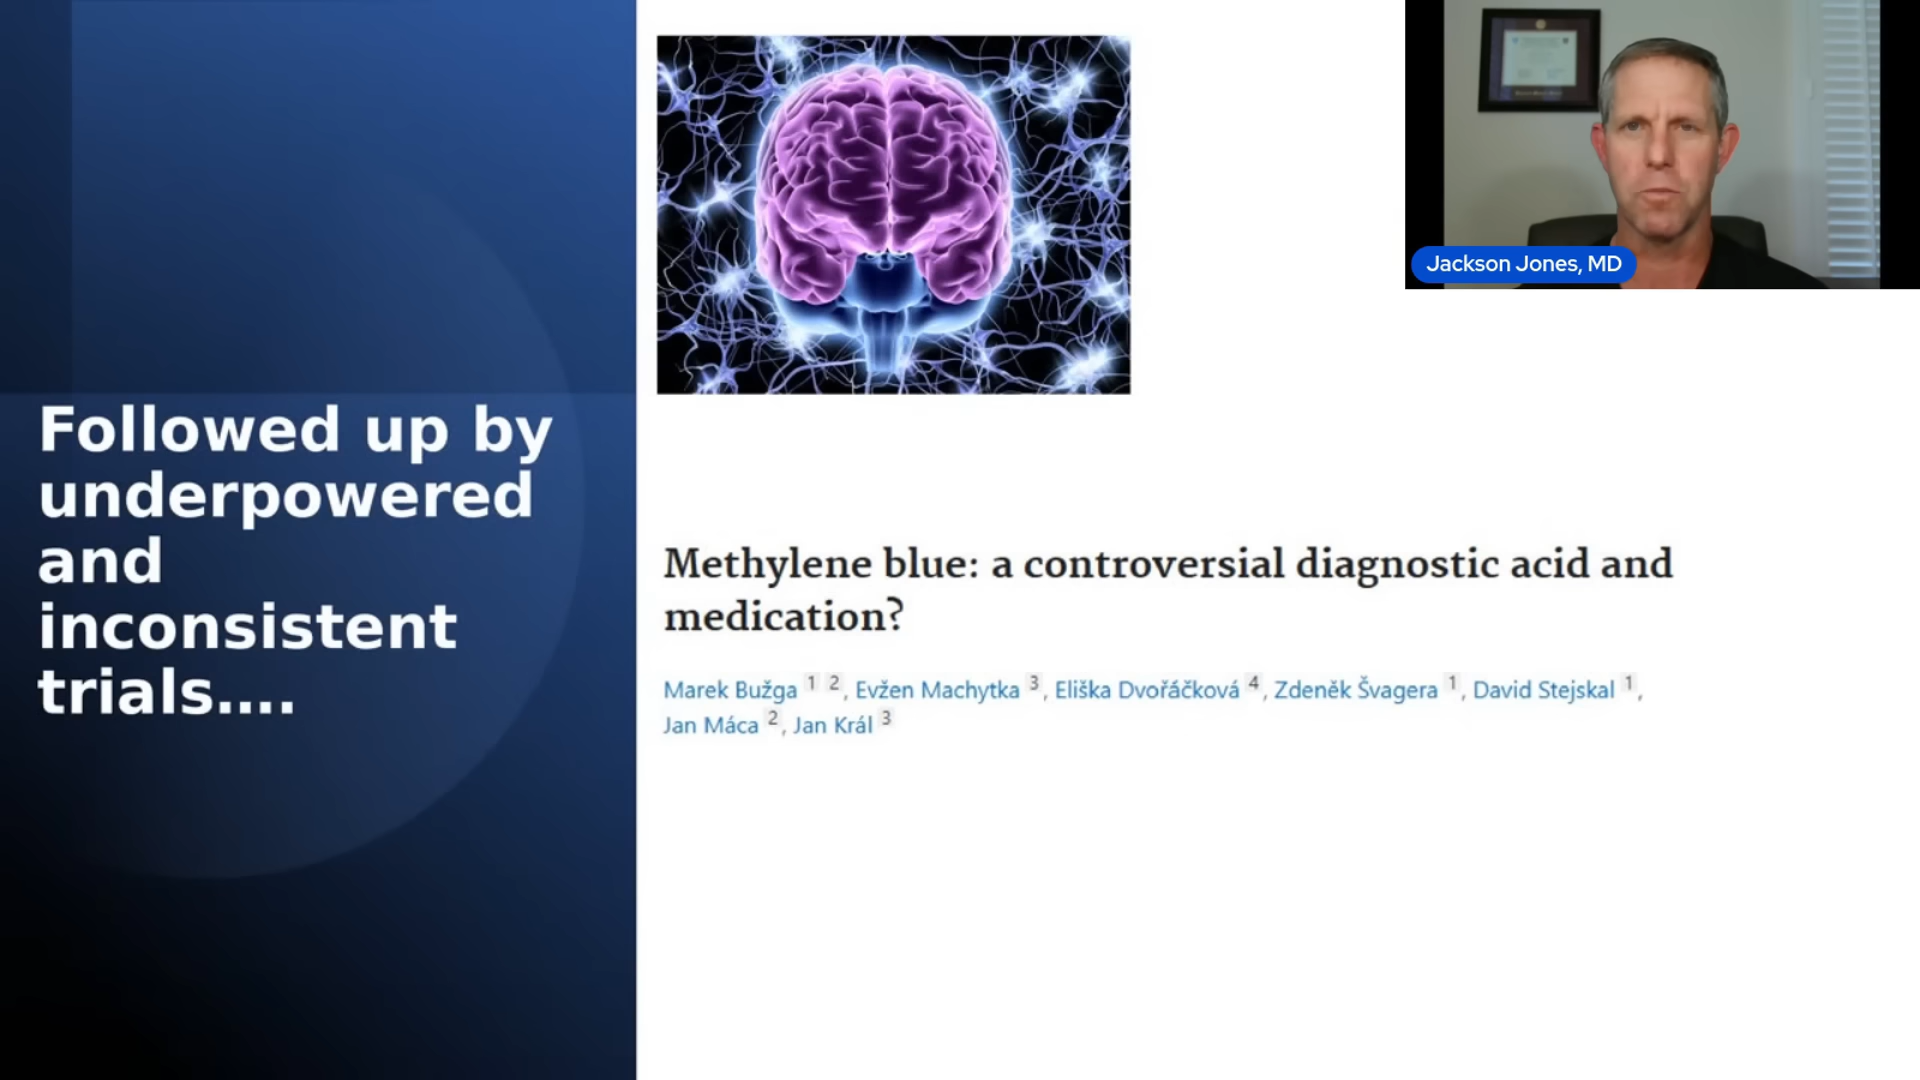 Followed up by
underpowered
and
inconsistent
trials....
Methylene blue: a controversial diagnostic acid and
medication?
Marek Bužga 1 2, Evžen Machytka 3, Eliška Dvořáčková 4, Zdeněk Švagera 1, David Stejskal 1,
Jan Máca 2, Jan Král 3
Jackson Jones, MD